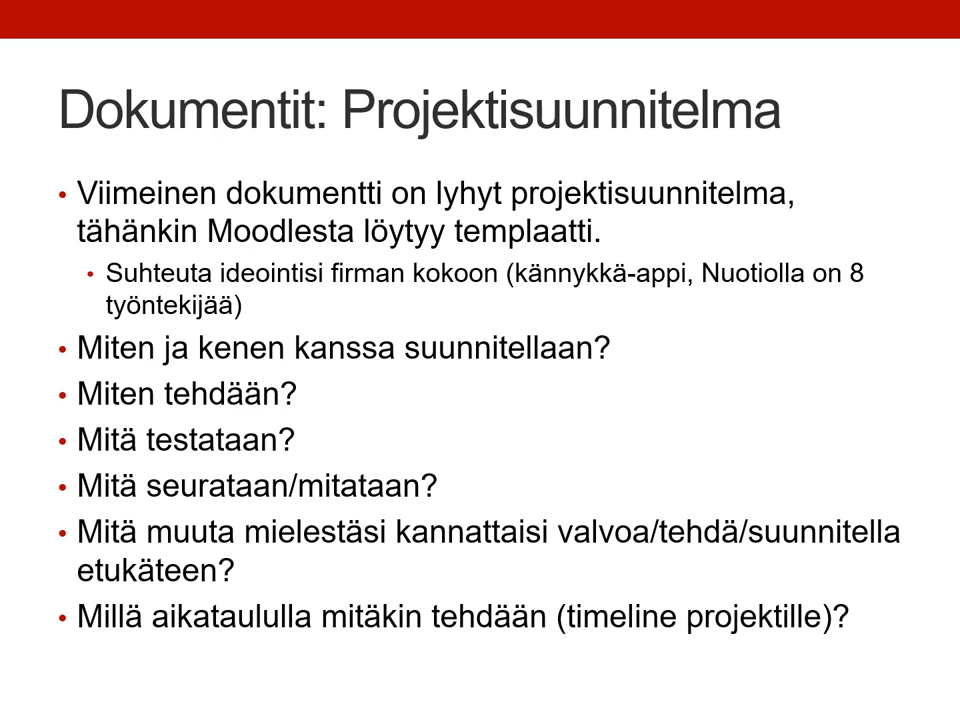 Dokumentit: Projektisuunnitelma
• Viimeinen dokumentti on lyhyt projektisuunnitelma,
tähänkin Moodlesta löytyy templaatti.
• Suhteuta ideointisi firman kokoon (kännykkä-appi, Nuotiolla on 8
työntekijää)
• Miten ja kenen kanssa suunnitellaan?
• Miten tehdään?
• Mitä testataan?
• Mitä seurataan/mitataan?
• Mitä muuta mielestäsi kannattaisi valvoa/tehdä/suunnitella
etukäteen?
• Millä aikataululla mitäkin tehdään (timeline projektille)?